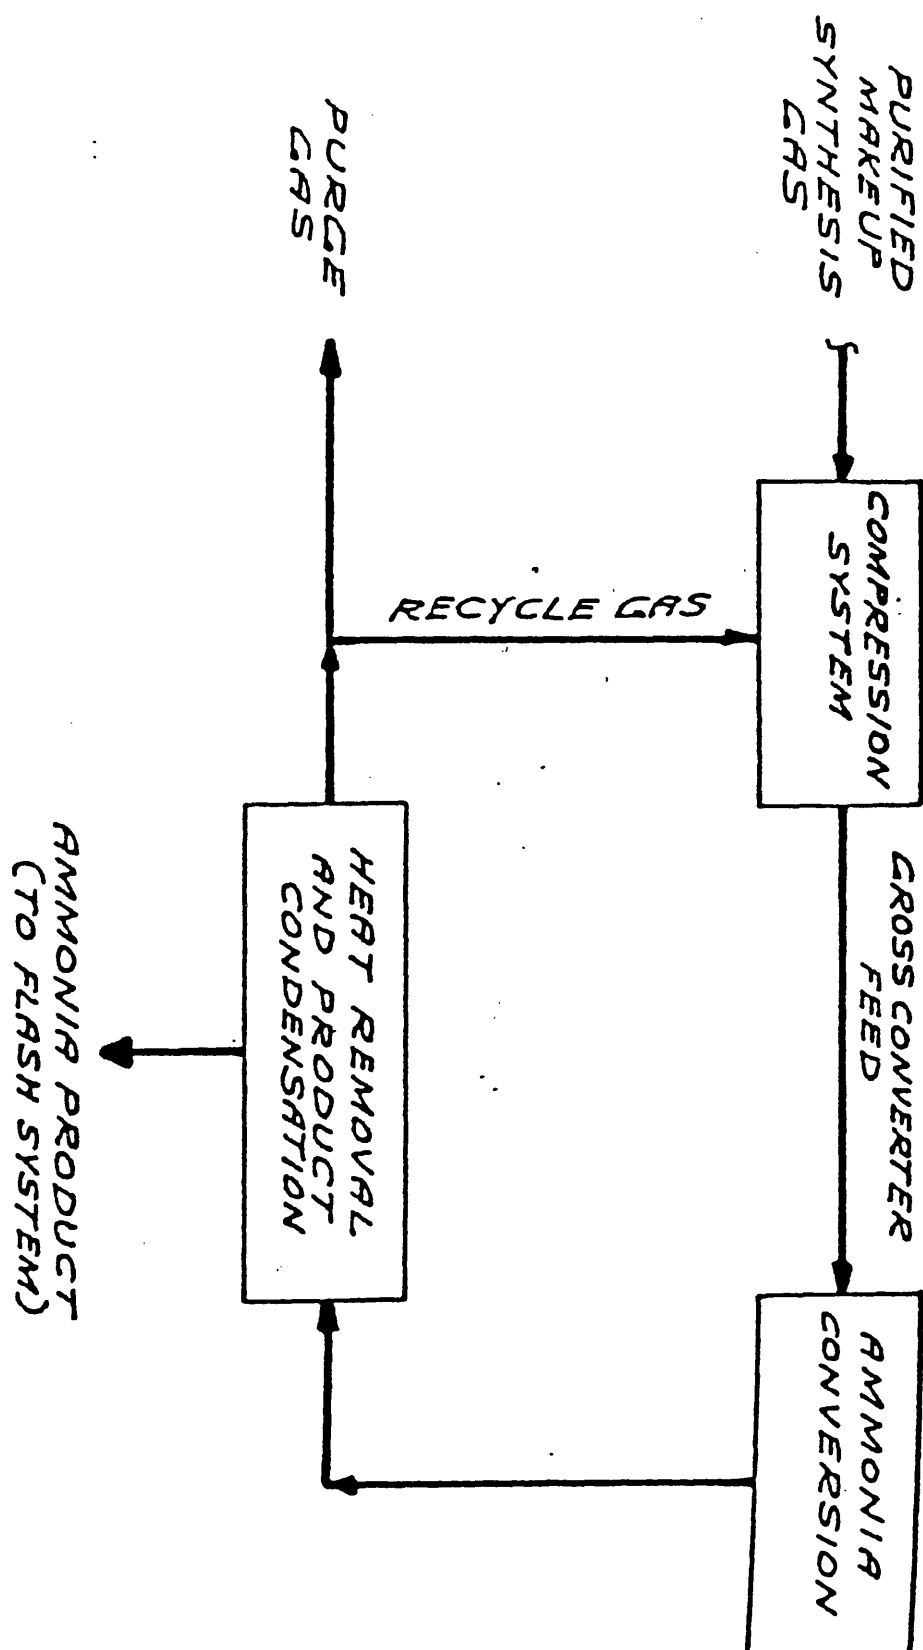 PURIFIED
MAKEUP
SYNTHESIS
GAS
COMPRESSION
SYSTEM
GROSS CONVERTER
FEED
AMMONIA
CONVERSION
RECYCLE GAS
PURGE
GAS
HEAT REMOVAL
AND PRODUCT
CONDENSATION
AMMONIA PRODUCT
(TO FLASH SYSTEM)